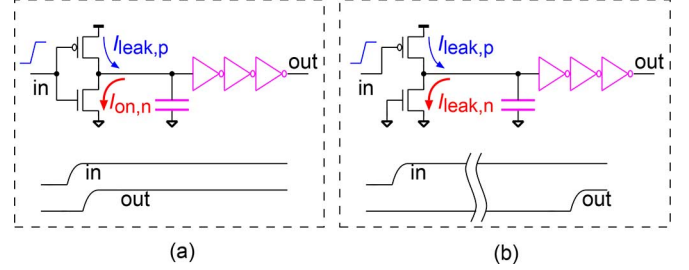 Ileak,p
out
in
Ion,n
in
out
(a)
Ileak,p
out
in
Ileak,n
in
out
(b)